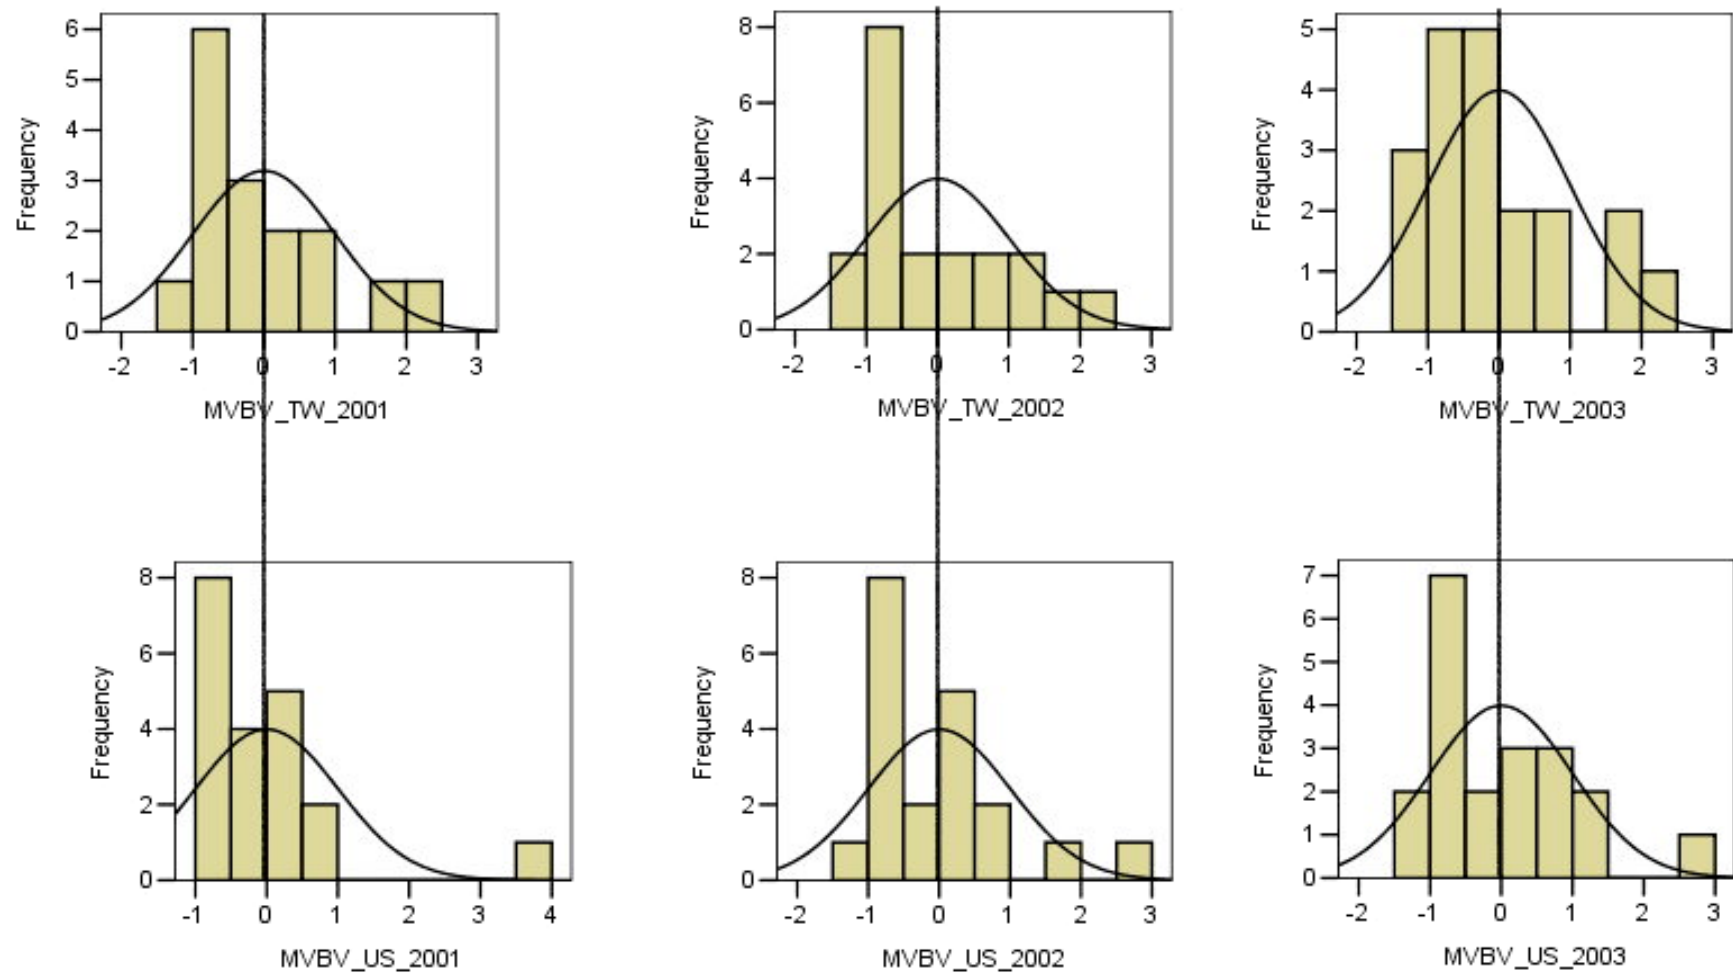 Frequency
6
5
4
3
2
1
0
-2 -1 0 1 2 3
MVBV_TW_2001
Frequency
8
6
4
2
0
-2 -1 0 1 2 3
MVBV_TW_2002
Frequency
5
4
3
2
1
0
-2 -1 0 1 2 3
MVBV_TW_2003
Frequency
8
6
4
2
0
-1 0 1 2 3 4
MVBV_US_2001
Frequency
8
6
4
2
0
-2 -1 0 1 2 3
MVBV_US_2002
Frequency
7
6
5
4
3
2
1
0
-2 -1 0 1 2 3
MVBV_US_2003